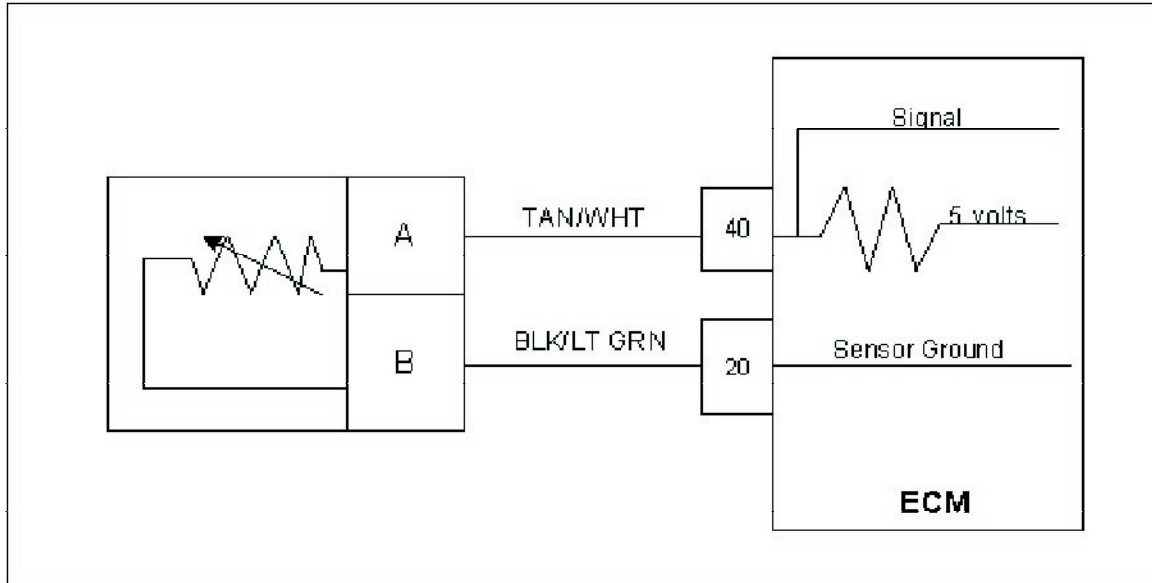 Signal
A
TAN/WHT
40
5 volts
B
BLK/LT GRN
20
Sensor Ground
ECM